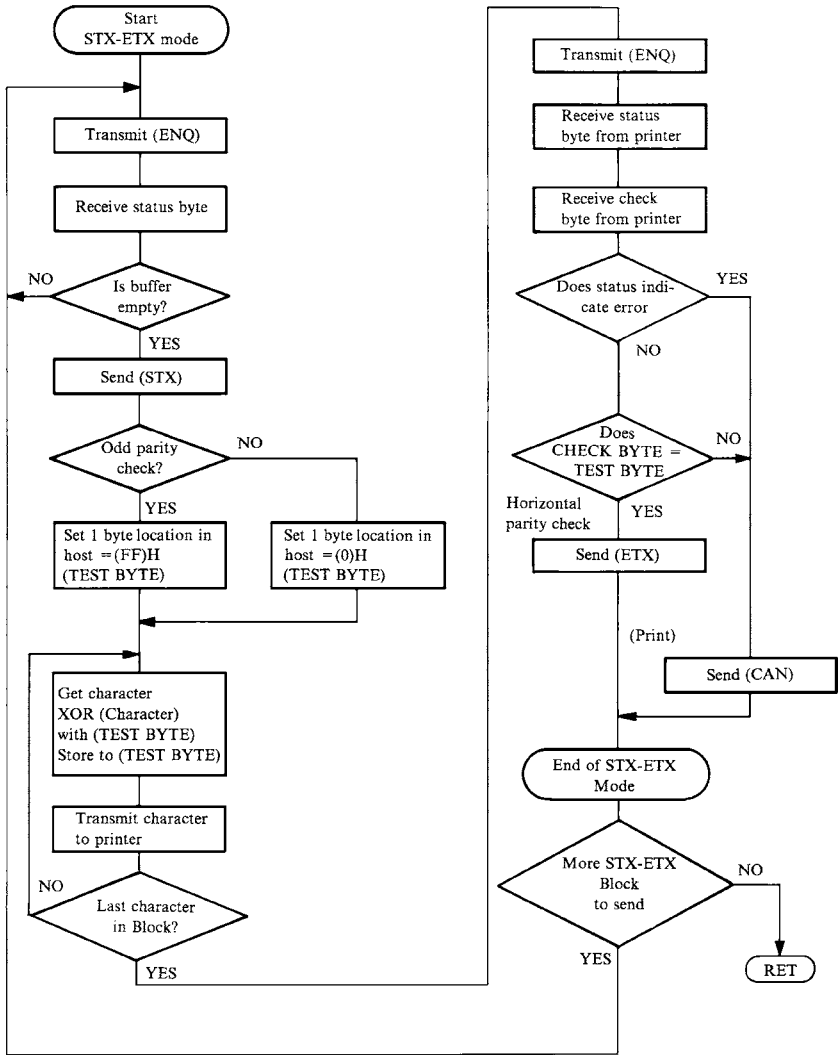 Start
STX-ETX mode
Transmit (ENQ)
Receive status byte
NO
Is buffer
empty?
YES
Send (STX)
Odd parity
check?
NO
YES
Set 1 byte location in
host =(FF)H
(TEST BYTE)
Set 1 byte location in
host =(0)H
(TEST BYTE)
Get character
XOR (Character)
with (TEST BYTE)
Store to (TEST BYTE)
Transmit character
to printer
NO
Last character
in Block?
YES
Transmit (ENQ)
Receive status
byte from printer
Receive check
byte from printer
YES
Does status indi-
cate error
NO
Does
CHECK BYTE =
TEST BYTE
NO
Horizontal
parity check
YES
Send (ETX)
(Print)
Send (CAN)
End of STX-ETX
Mode
More STX-ETX
Block
to send
NO
YES
RET